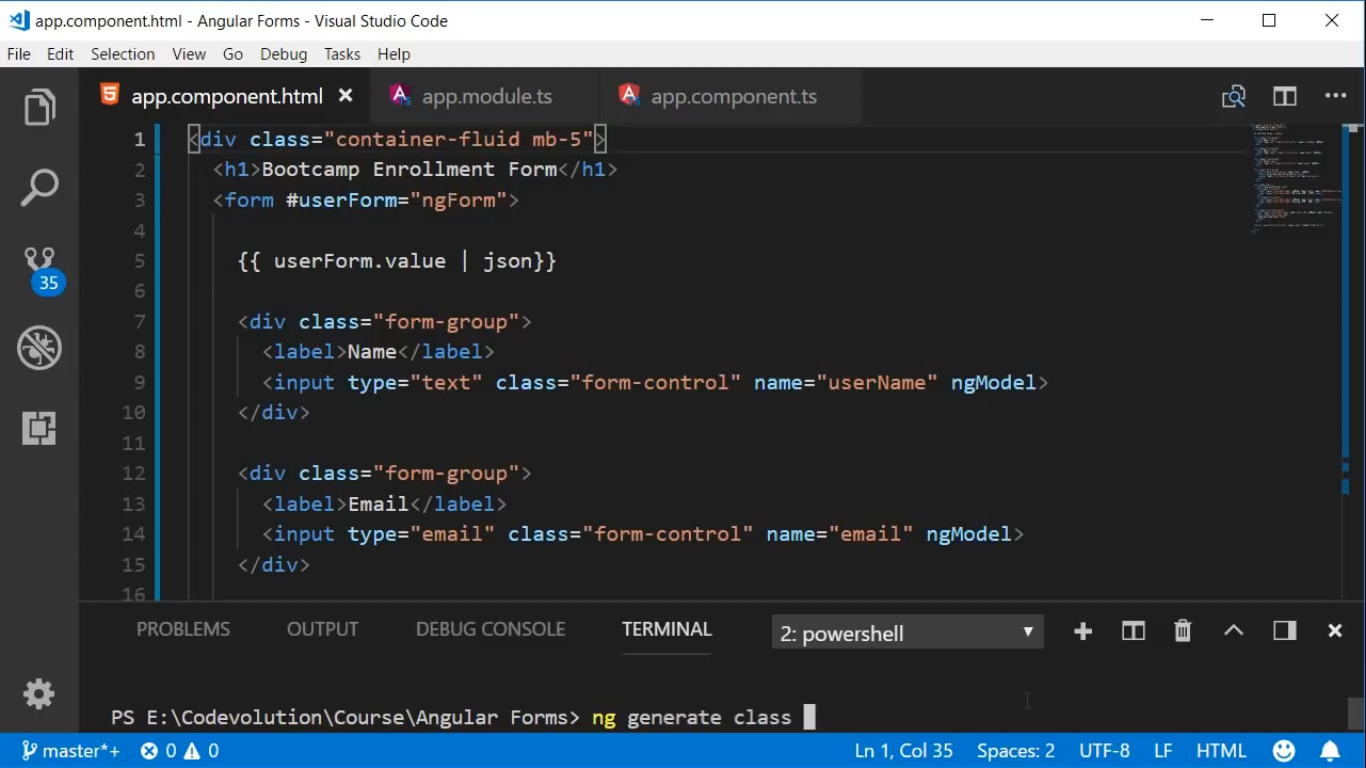 app.component.html - Angular Forms - Visual Studio Code
File Edit Selection View Go Debug Tasks Help
app.component.html app.module.ts app.component.ts
1 <div class="container-fluid mb-5">
2 <h1>Bootcamp Enrollment Form</h1>
3 <form #userForm="ngForm">
4
5 {{ userForm.value | json}}
6
7 <div class="form-group">
8 <label>Name</label>
9 <input type="text" class="form-control" name="userName" ngModel>
10 </div>
11
12 <div class="form-group">
13 <label>Email</label>
14 <input type="email" class="form-control" name="email" ngModel>
15 </div>
16
35
PROBLEMS OUTPUT DEBUG CONSOLE TERMINAL 2: powershell
PS E:\Codevolution\Course\Angular Forms> ng generate class
master*+ 0 0 Ln 1, Col 35 Spaces: 2 UTF-8 LF HTML